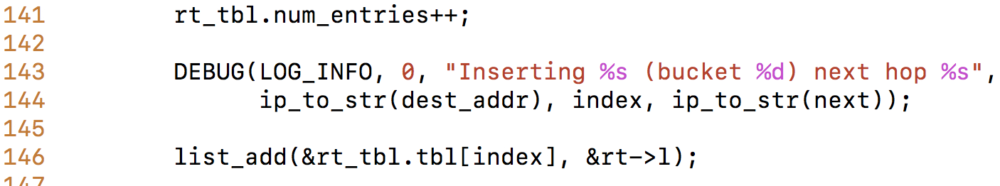 141         rt_tbl.num_entries++;
142
143         DEBUG(LOG_INFO, 0, "Inserting %s (bucket %d) next hop %s",
144               ip_to_str(dest_addr), index, ip_to_str(next));
145
146         list_add(&rt_tbl.tbl[index], &rt->l);
147